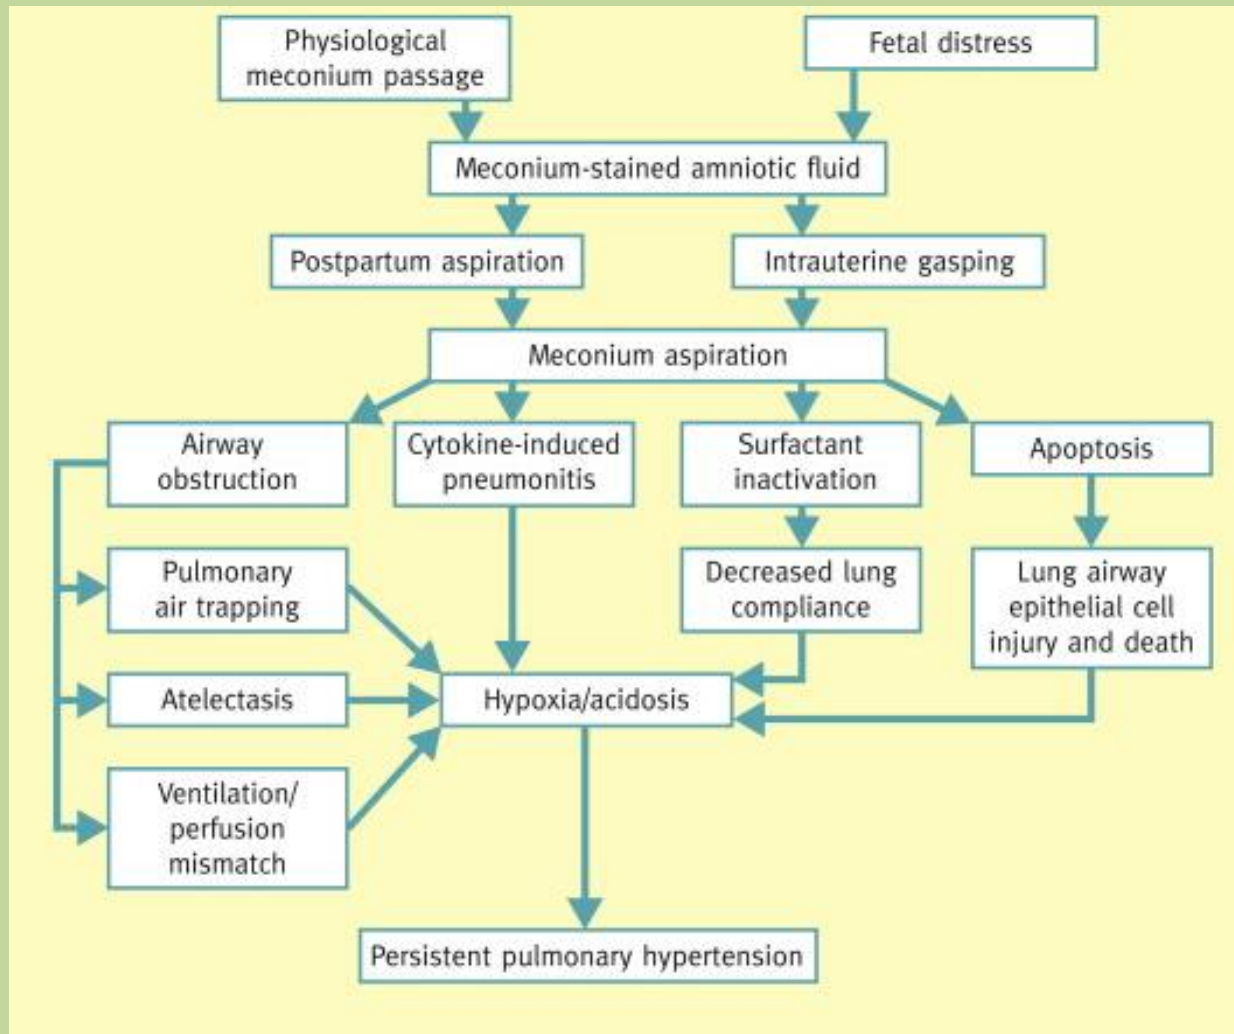 Physiological
meconium passage
Fetal distress
Meconium-stained amniotic fluid
Postpartum aspiration
Intrauterine gasping
Meconium aspiration
Airway
obstruction
Cytokine-induced
pneumonitis
Surfactant
inactivation
Apoptosis
Pulmonary
air trapping
Decreased lung
compliance
Lung airway
epithelial cell
injury and death
Atelectasis
Hypoxia/acidosis
Ventilation/
perfusion
mismatch
Persistent pulmonary hypertension